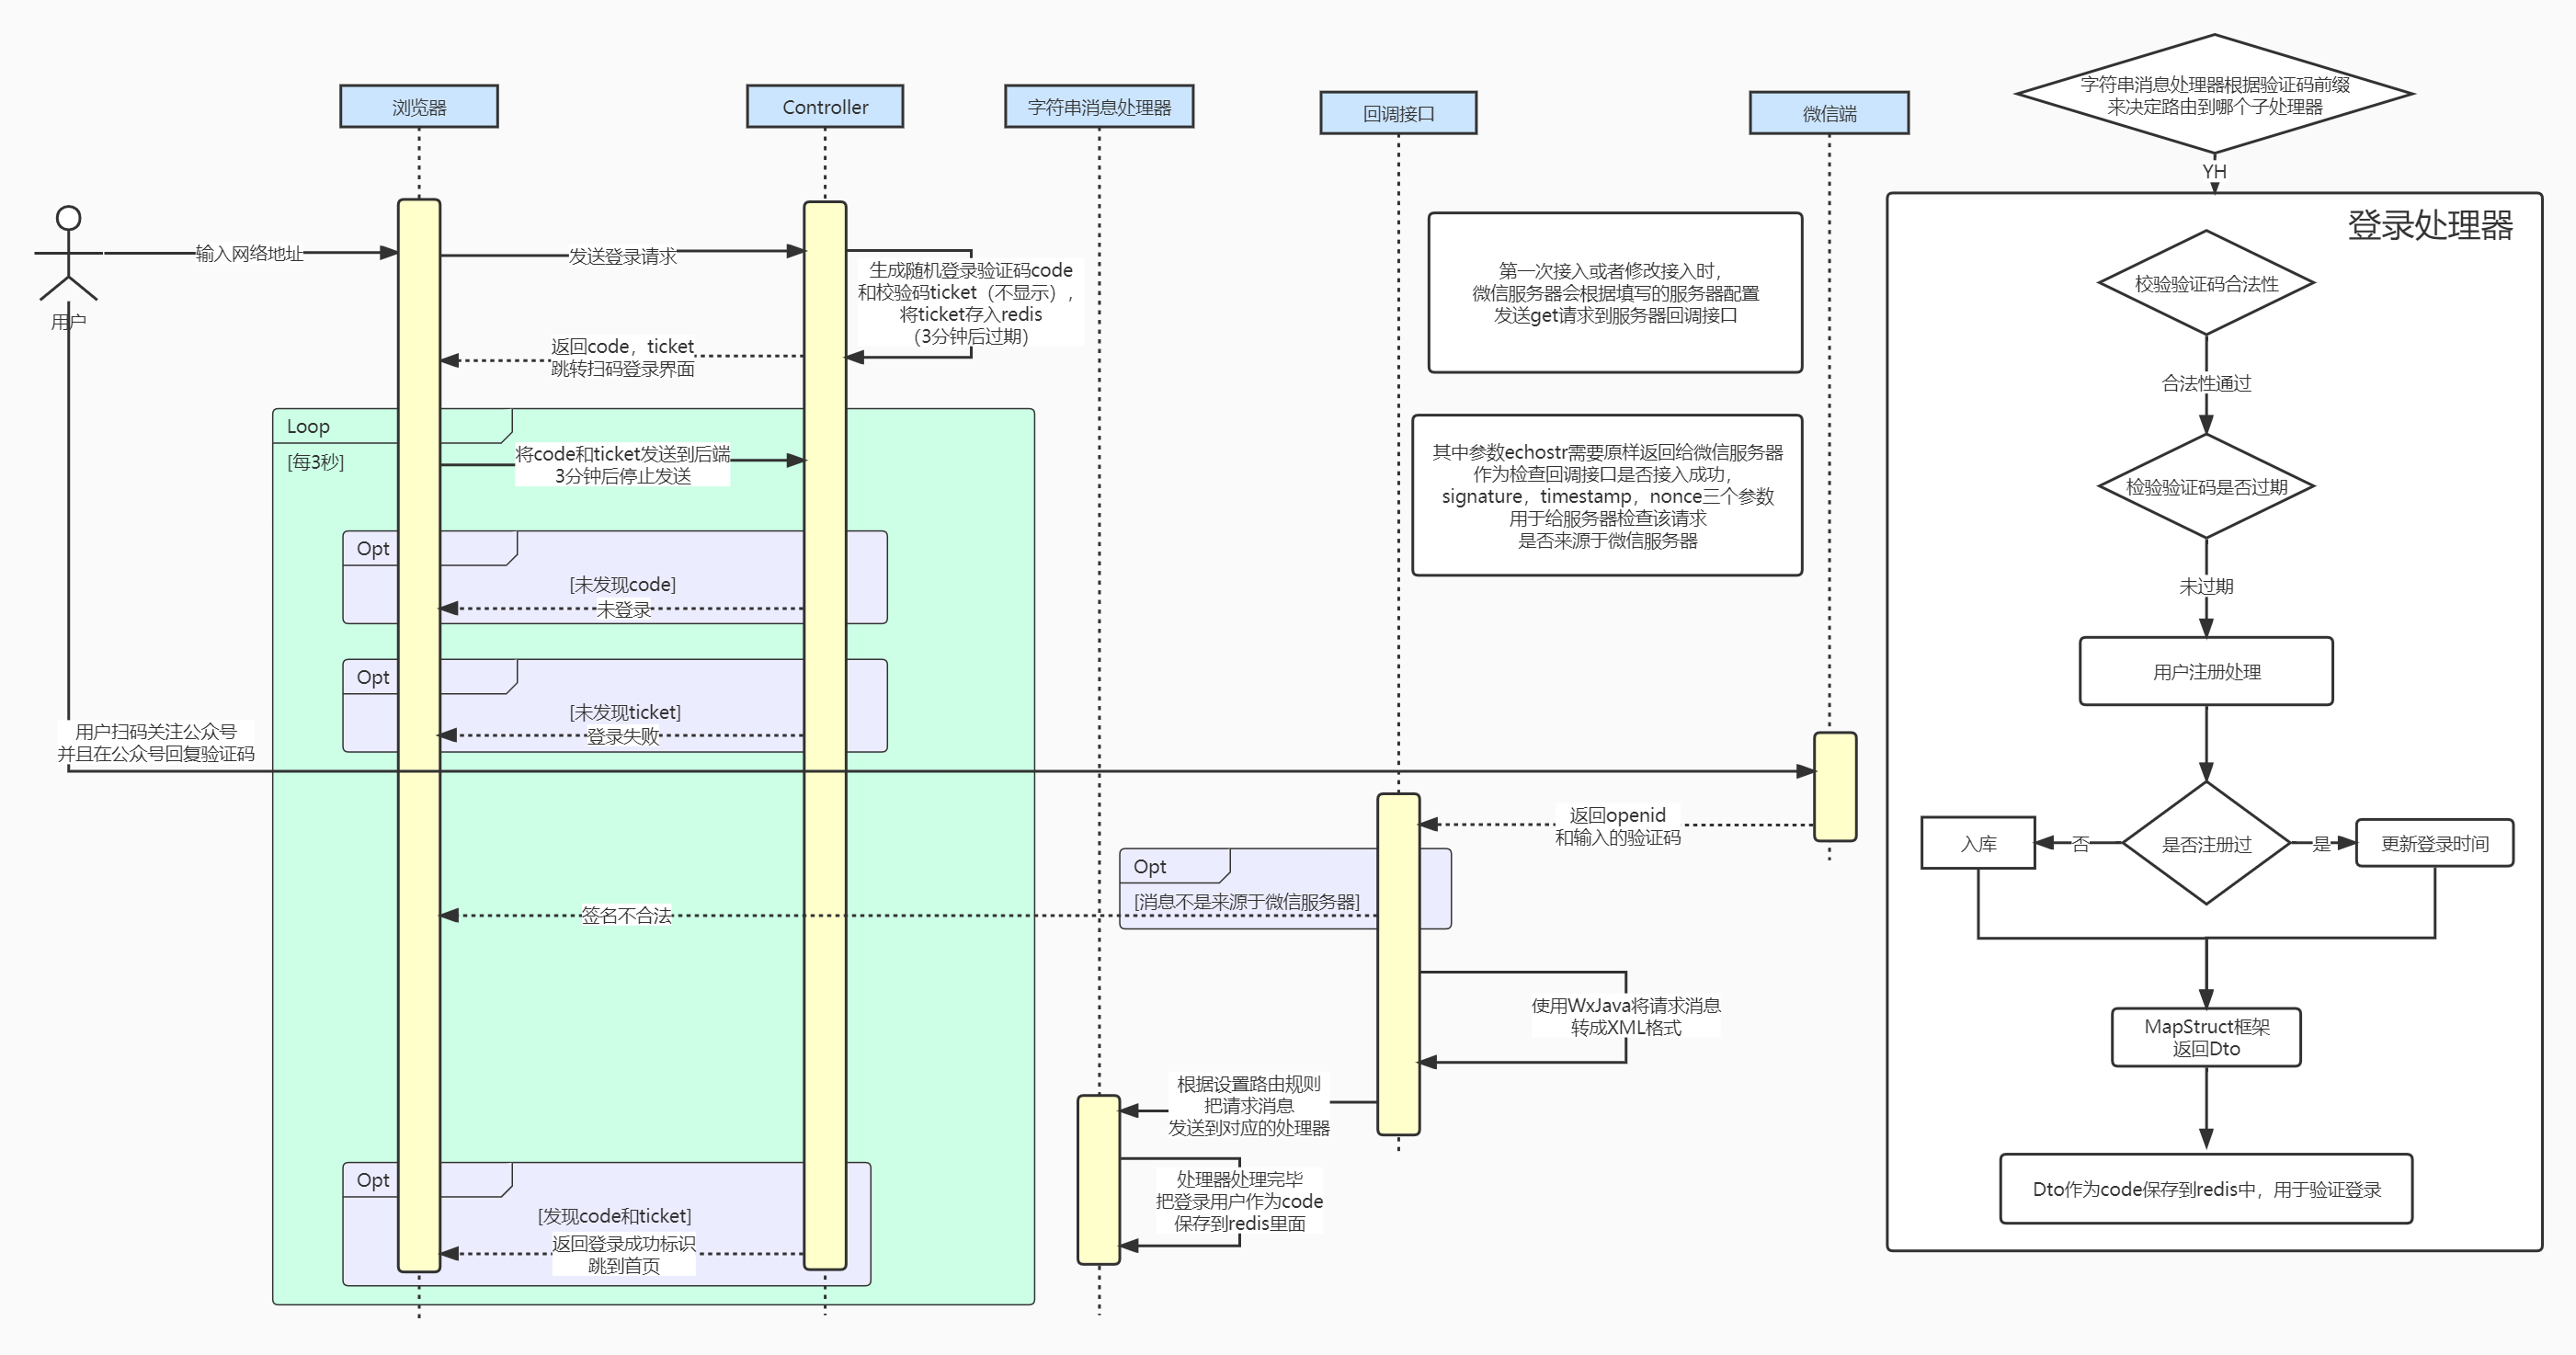 浏览器
Controller
字符串消息处理器
回调接口
微信端
字符串消息处理器根据验证码前缀
来决定路由到哪个子处理器
YH
用户
输入网络地址
发送登录请求
生成随机登录验证码code
和校验码ticket（不显示），
将ticket存入redis
（3分钟后过期）
返回code，ticket
跳转扫码登录界面
第一次接入或者修改接入时，
微信服务器会根据填写的服务器配置
发送get请求到服务器回调接口
其中参数echostr需要原样返回给微信服务器
作为检查回调接口是否接入成功，
signature，timestamp，nonce三个参数
用于给服务器检查该请求
是否来源于微信服务器
Loop
[每3秒]
将code和ticket发送到后端
3分钟后停止发送
Opt
[未发现code]
未登录
Opt
[未发现ticket]
登录失败
用户扫码关注公众号
并且在公众号回复验证码
返回openid
和输入的验证码
Opt
[消息不是来源于微信服务器]
签名不合法
使用WxJava将请求消息
转成XML格式
根据设置路由规则
把请求消息
发送到对应的处理器
处理器处理完毕
把登录用户作为code
保存到redis里面
Opt
[发现code和ticket]
返回登录成功标识
跳到首页
登录处理器
校验验证码合法性
合法性通过
检验验证码是否过期
未过期
用户注册处理
是否注册过
否
入库
是
更新登录时间
MapStruct框架
返回Dto
Dto作为code保存到redis中，用于验证登录